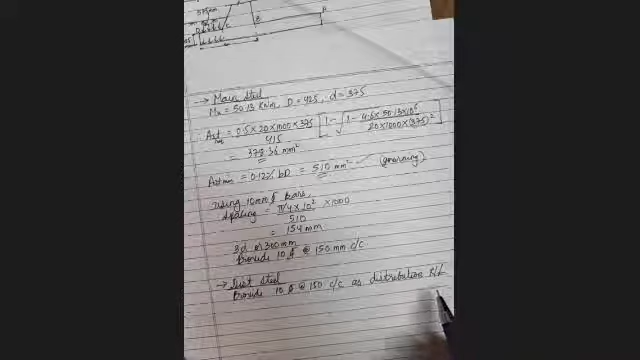 → Main Steel
Mu = 50.13 KNm, D = 425, d = 375
Ast req = 0.5 × 20 × 1000 × 375 / 415 [1 - √(1 - 4.6 × 50.13 × 10⁶ / 20 × 1000 × (375)²)]
= 378.36 mm²
Ast min = 0.12% bD = 510 mm² (governing)
Using 10mm ϕ bars,
Spacing = π/4 × 10² / 510 × 1000
= 154 mm
3d or 300mm
Provide 10 ϕ @ 150 mm c/c
→ Dist Steel
Provide 10 ϕ @ 150 c/c as distribution